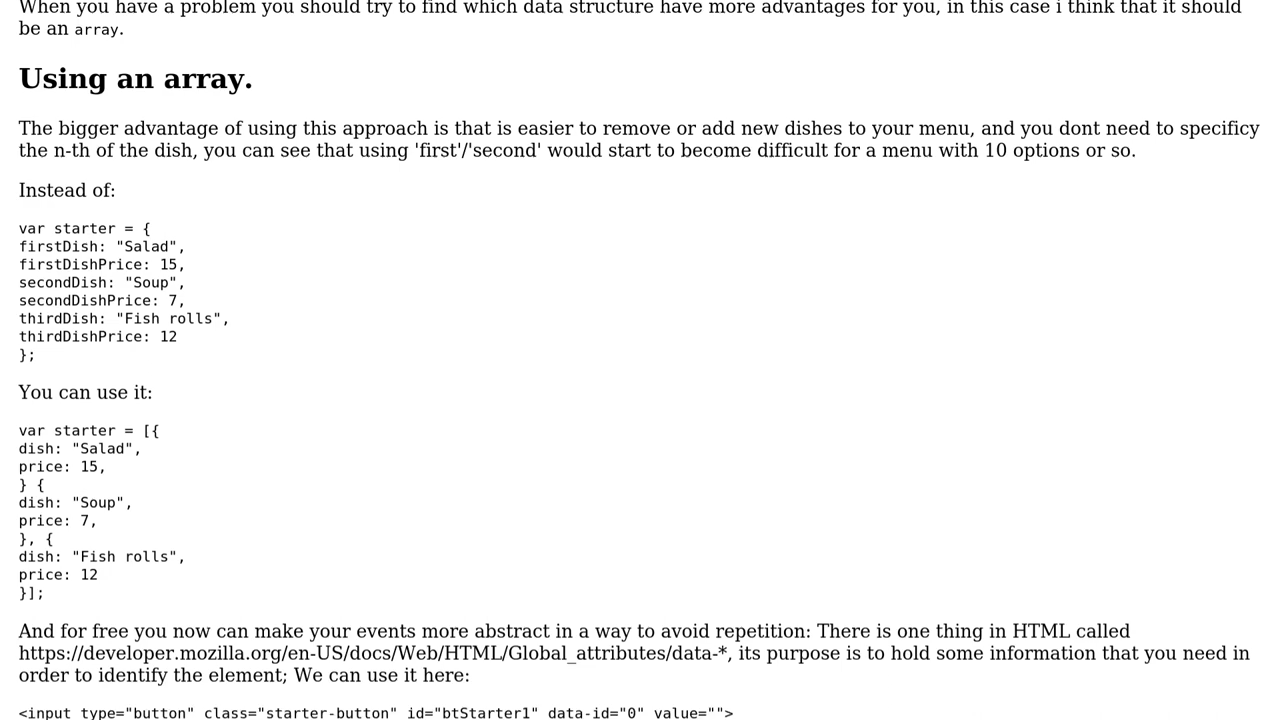 When you have a problem you should try to find which data structure have more advantages for you, in this case i think that it should
be an array.
Using an array.
The bigger advantage of using this approach is that is easier to remove or add new dishes to your menu, and you dont need to specificy
the n-th of the dish, you can see that using 'first'/'second' would start to become difficult for a menu with 10 options or so.
Instead of:
var starter = {
firstDish: "Salad",
firstDishPrice: 15,
secondDish: "Soup",
secondDishPrice: 7,
thirdDish: "Fish rolls",
thirdDishPrice: 12
};
You can use it:
var starter = [{
dish: "Salad",
price: 15,
} {
dish: "Soup",
price: 7,
}, {
dish: "Fish rolls",
price: 12
}];
And for free you now can make your events more abstract in a way to avoid repetition: There is one thing in HTML called
https://developer.mozilla.org/en-US/docs/Web/HTML/Global_attributes/data-*, its purpose is to hold some information that you need in
order to identify the element; We can use it here:
<input type="button" class="starter-button" id="btStarter1" data-id="0" value="">